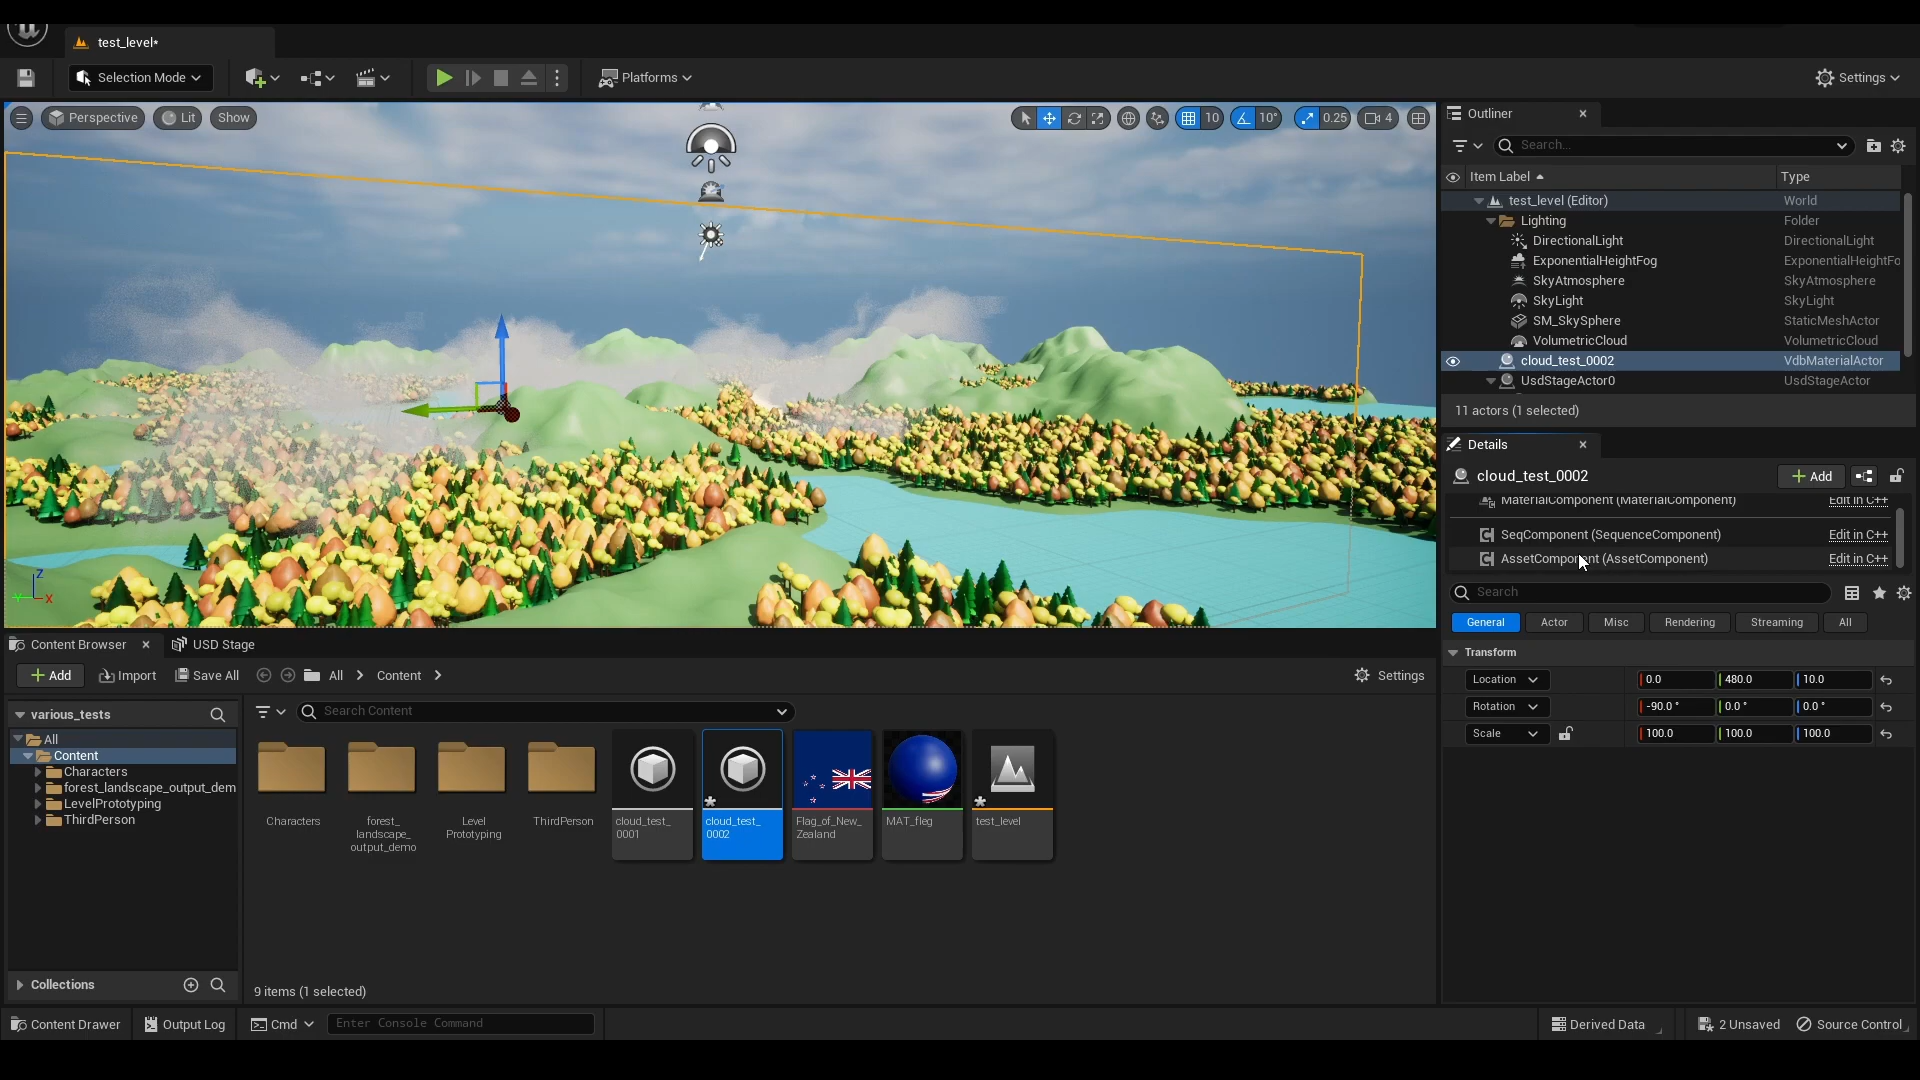 test_level*
Selection Mode
Platforms
Settings
Perspective
Lit
Show
10
10°
0.25
4
Outliner
Search...
Item Label
Type
test_level (Editor)
World
Lighting
Folder
DirectionalLight
DirectionalLight
ExponentialHeightFog
ExponentialHeightFo
SkyAtmosphere
SkyAtmosphere
SkyLight
SkyLight
SM_SkySphere
StaticMeshActor
VolumetricCloud
VolumetricCloud
cloud_test_0002
VdbMaterialActor
UsdStageActor0
UsdStageActor
11 actors (1 selected)
Details
cloud_test_0002
Add
MaterialComponent (MaterialComponent)
Edit in C++
SeqComponent (SequenceComponent)
Edit in C++
AssetComponent (AssetComponent)
Edit in C++
Search
General
Actor
Misc
Rendering
Streaming
All
Transform
Location
0.0
480.0
10.0
Rotation
-90.0 °
0.0 °
0.0 °
Scale
100.0
100.0
100.0
Z
Y
X
Content Browser
USD Stage
Add
Import
Save All
All
Content
Settings
various_tests
Search Content
All
Content
Characters
forest_landscape_output_dem
LevelPrototyping
ThirdPerson
Characters
forest_
landscape_
output_demo
Level
Prototyping
ThirdPerson
cloud_test_
0001
cloud_test_
0002
Flag_of_New_
Zealand
MAT_fleg
test_level
Collections
9 items (1 selected)
Content Drawer
Output Log
Cmd
Enter Console Command
Derived Data
2 Unsaved
Source Control